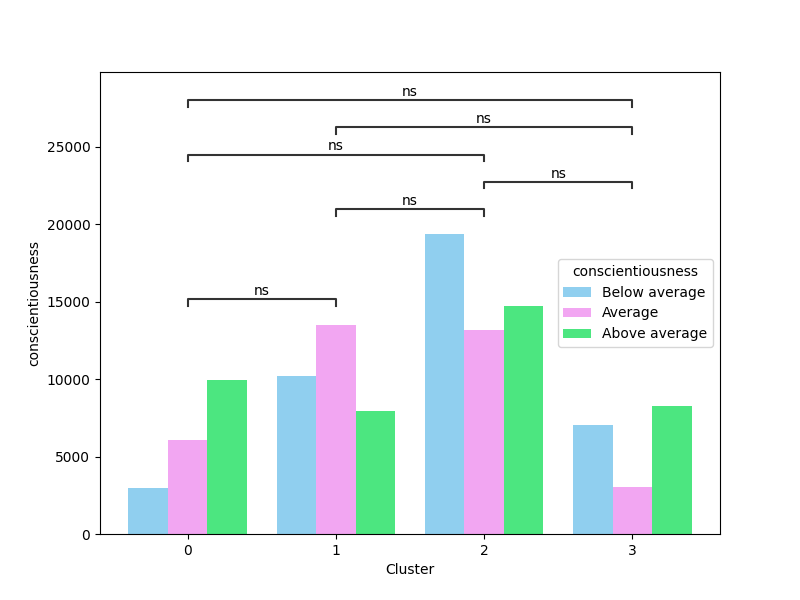 ns
ns
ns
ns
ns
ns
25000
20000
15000
10000
5000
0
conscientiousness
conscientiousness
Below average
Average
Above average
0 1 2 3
Cluster